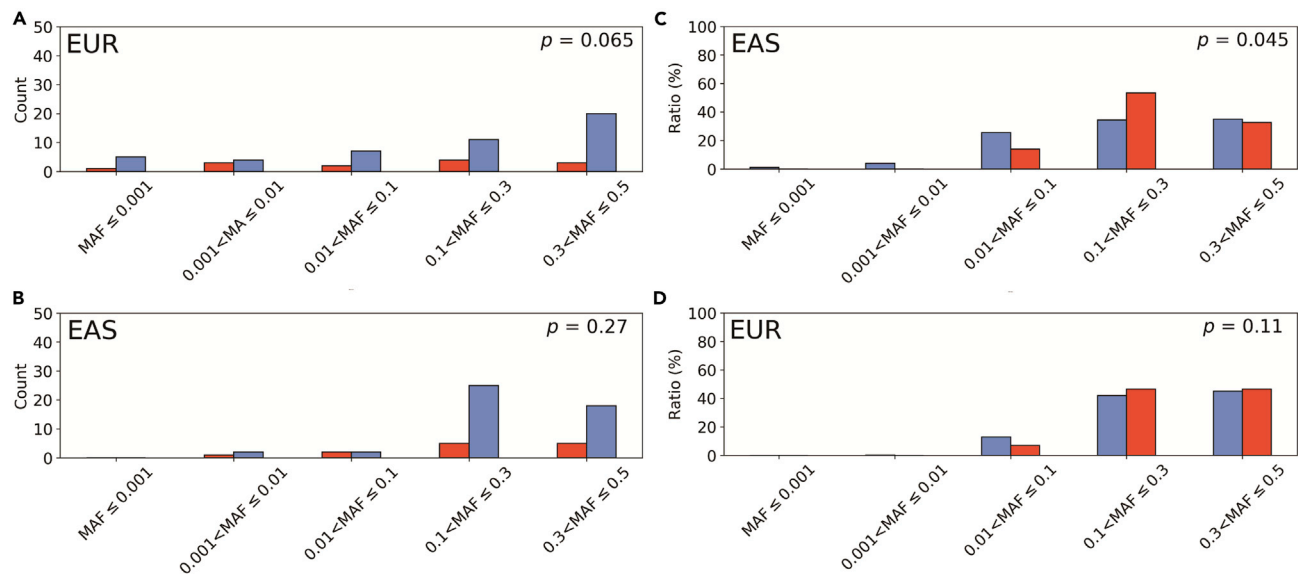 A
EUR
p = 0.065
Count
50
40
30
20
10
0
MAF ≤ 0.001
0.001<MA ≤ 0.01
0.01<MAF ≤ 0.1
0.1<MAF ≤ 0.3
0.3<MAF ≤ 0.5
B
EAS
p = 0.27
Count
50
40
30
20
10
0
MAF ≤ 0.001
0.001<MAF ≤ 0.01
0.01<MAF ≤ 0.1
0.1<MAF ≤ 0.3
0.3<MAF ≤ 0.5
C
EAS
p = 0.045
Ratio (%)
100
80
60
40
20
0
MAF ≤ 0.001
0.001<MAF ≤ 0.01
0.01<MAF ≤ 0.1
0.1<MAF ≤ 0.3
0.3<MAF ≤ 0.5
D
EUR
p = 0.11
Ratio (%)
100
80
60
40
20
0
MAF ≤ 0.001
0.001<MAF ≤ 0.01
0.01<MAF ≤ 0.1
0.1<MAF ≤ 0.3
0.3<MAF ≤ 0.5